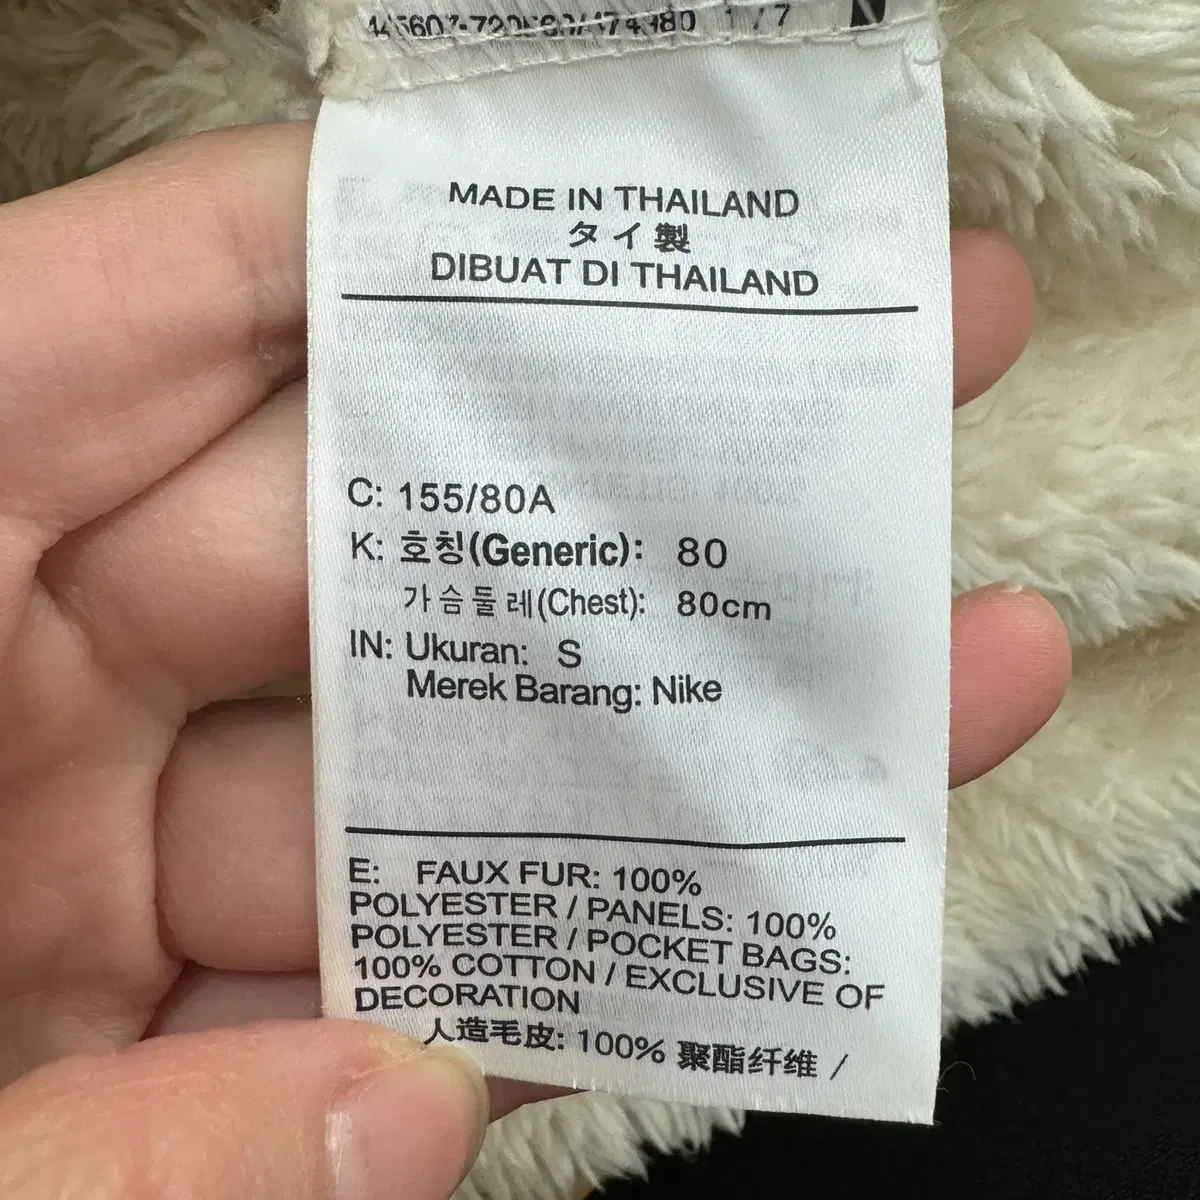 1 / 7
MADE IN THAILAND
タイ製
DIBUAT DI THAILAND
C: 155/80A
K: 호칭(Generic): 80
가슴둘레(Chest): 80cm
IN: Ukuran: S
Merek Barang: Nike
E: FAUX FUR: 100%
POLYESTER / PANELS: 100%
POLYESTER / POCKET BAGS:
100% COTTON / EXCLUSIVE OF
DECORATION
人造毛皮: 100% 聚酯纤维 /